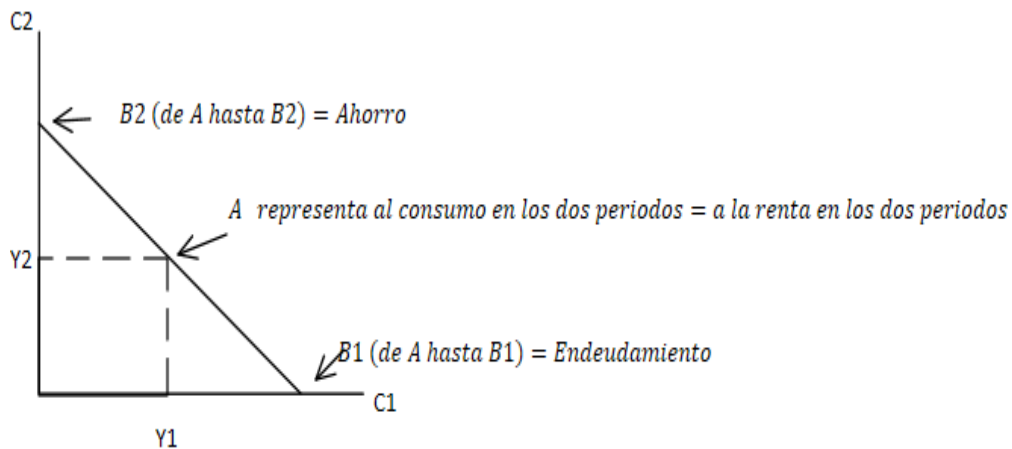 C2
B2 (de A hasta B2) = Ahorro
A representa al consumo en los dos periodos = a la renta en los dos periodos
Y2
B1 (de A hasta B1) = Endeudamiento
C1
Y1